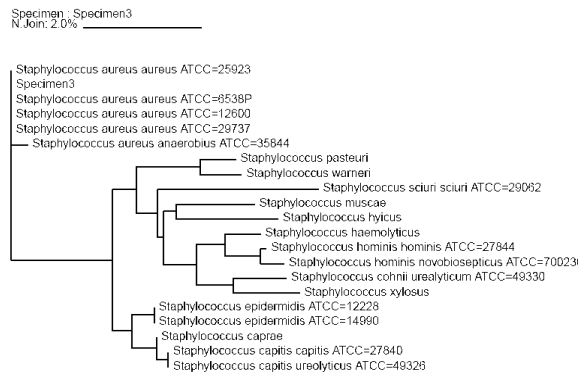 Specimen : Specimen3
N.Join: 2.0%
Staphylococcus aureus aureus ATCC=25923
Specimen3
Staphylococcus aureus aureus ATCC=6538P
Staphylococcus aureus aureus ATCC=12600
Staphylococcus aureus aureus ATCC=29737
Staphylococcus aureus anaerobius ATCC=35844
Staphylococcus pasteuri
Staphylococcus warneri
Staphylococcus sciuri sciuri ATCC=29062
Staphylococcus muscae
Staphylococcus hyicus
Staphylococcus haemolyticus
Staphylococcus hominis hominis ATCC=27844
Staphylococcus hominis novobiosepticus ATCC=70023
Staphylococcus cohnii urealyticum ATCC=49330
Staphylococcus xylosus
Staphylococcus epidermidis ATCC=12228
Staphylococcus epidermidis ATCC=14990
Staphylococcus caprae
Staphylococcus capitis capitis ATCC=27840
Staphylococcus capitis ureolyticus ATCC=49326